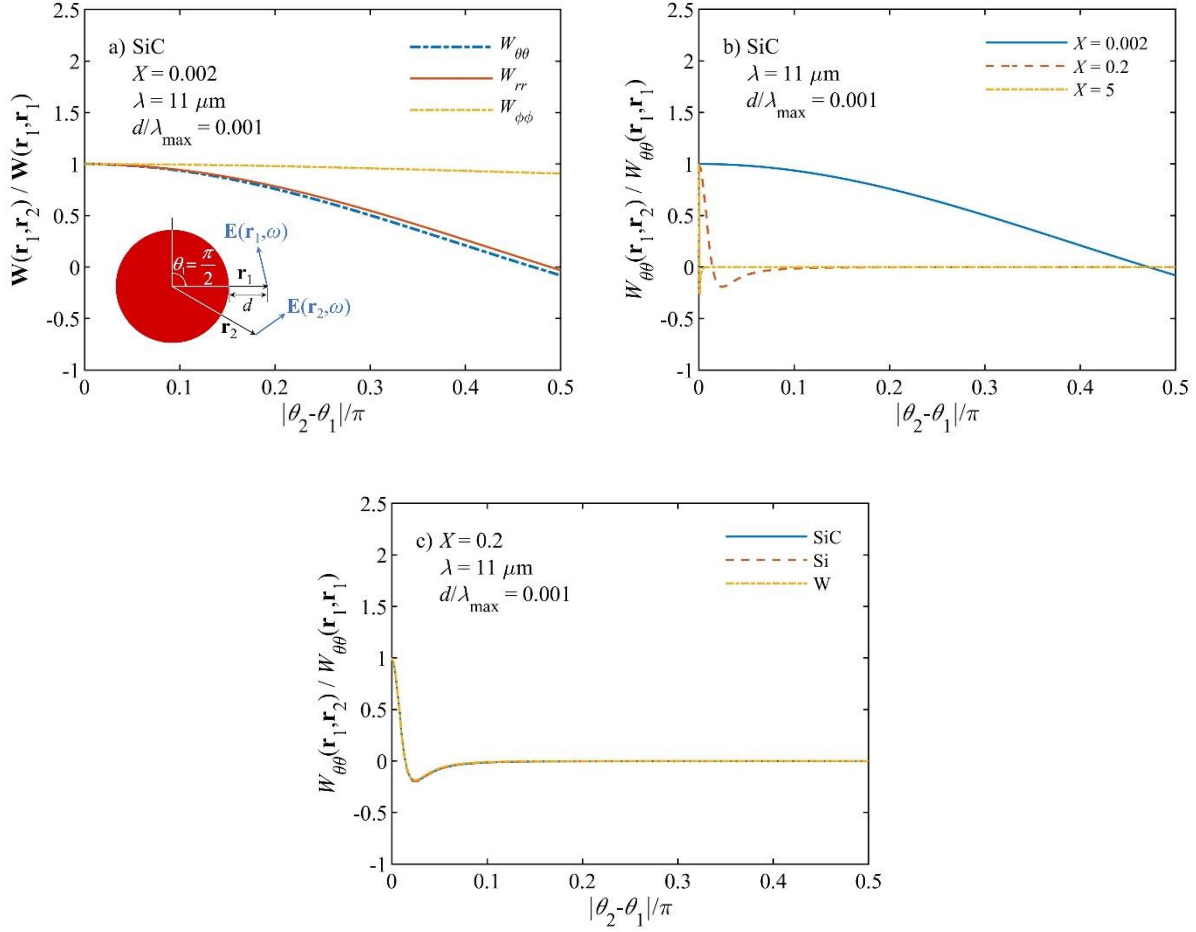 a) SiC
X = 0.002
λ = 11 μm
d/λmax = 0.001
Wθθ
Wrr
Wϕϕ
W(r1,r2) / W(r1,r1)
2.5
2
1.5
1
0.5
0
-0.5
-1
θ1 = π/2
r1
d
r2
E(r1,ω)
E(r2,ω)
0 0.1 0.2 0.3 0.4 0.5
|θ2-θ1|/π
b) SiC
λ = 11 μm
d/λmax = 0.001
X = 0.002
X = 0.2
X = 5
Wθθ(r1,r2) / Wθθ(r1,r1)
2.5
2
1.5
1
0.5
0
-0.5
-1
0 0.1 0.2 0.3 0.4 0.5
|θ2-θ1|/π
c) X = 0.2
λ = 11 μm
d/λmax = 0.001
SiC
Si
W
Wθθ(r1,r2) / Wθθ(r1,r1)
2.5
2
1.5
1
0.5
0
-0.5
-1
0 0.1 0.2 0.3 0.4 0.5
|θ2-θ1|/π